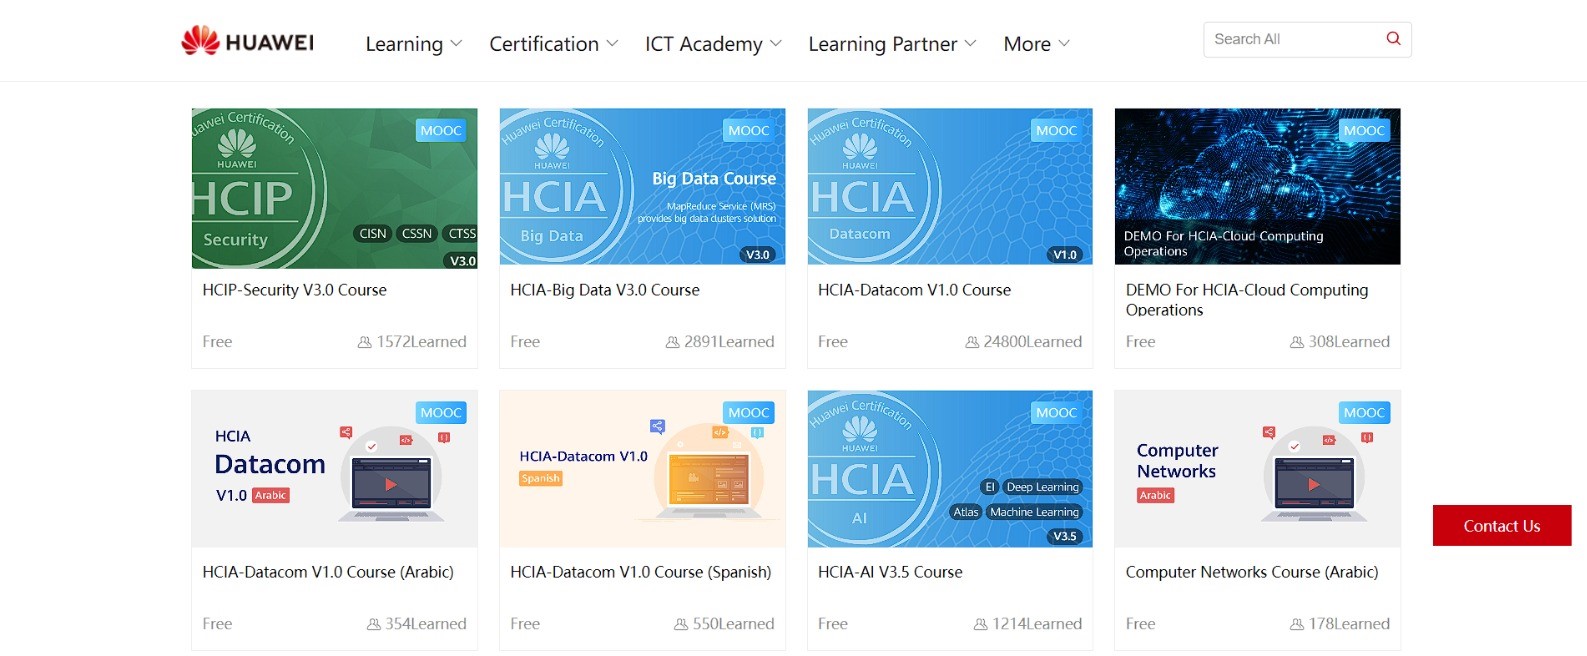 HUAWEI
Learning
Certification
ICT Academy
Learning Partner
More
Search All
Huawei Certification
HUAWEI
HCIP
Security
MOOC
CISN CSSN CTSS
V3.0
HCIP-Security V3.0 Course
Free
1572Learned
Huawei Certification
HUAWEI
HCIA
Big Data
MOOC
Big Data Course
MapReduce Service (MRS)
provides big data clusters solution
V3.0
HCIA-Big Data V3.0 Course
Free
2891Learned
Huawei Certification
HUAWEI
HCIA
Datacom
MOOC
V1.0
HCIA-Datacom V1.0 Course
Free
24800Learned
MOOC
DEMO For HCIA-Cloud Computing
Operations
DEMO For HCIA-Cloud Computing
Operations
Free
308Learned
MOOC
HCIA
Datacom
V1.0 Arabic
HCIA-Datacom V1.0 Course (Arabic)
Free
354Learned
MOOC
HCIA-Datacom V1.0
Spanish
HCIA-Datacom V1.0 Course (Spanish)
Free
550Learned
Huawei Certification
HUAWEI
HCIA
AI
MOOC
EI Deep Learning
Atlas Machine Learning
V3.5
HCIA-AI V3.5 Course
Free
1214Learned
MOOC
Computer
Networks
Arabic
Computer Networks Course (Arabic)
Free
178Learned
Contact Us